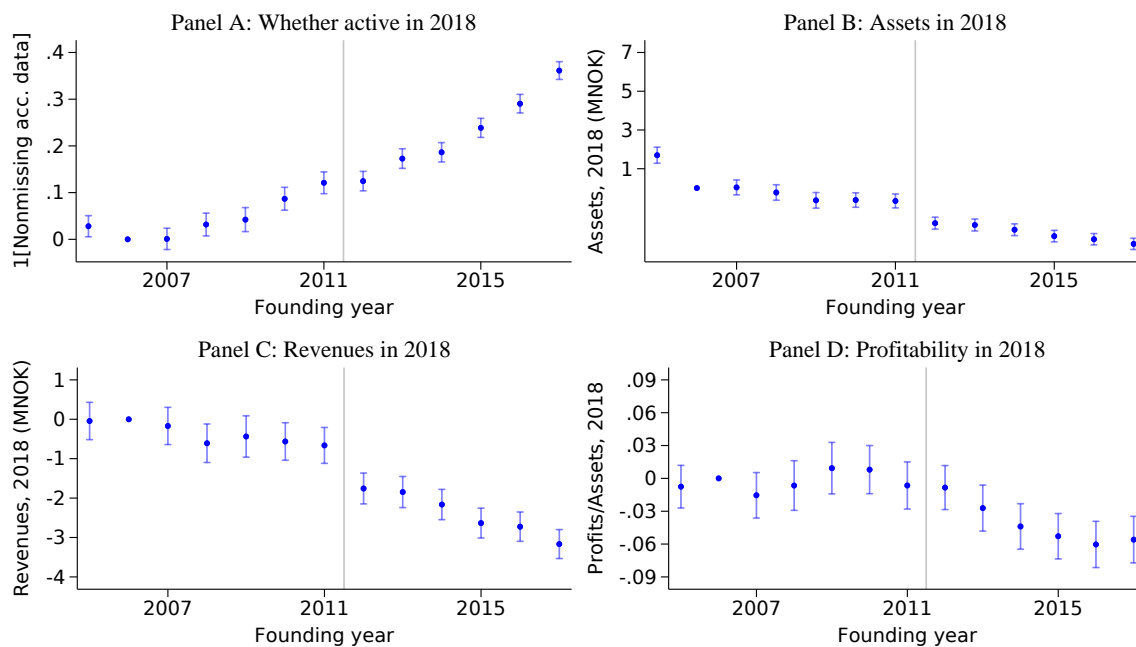 Panel A: Whether active in 2018
1[Nonmissing acc. data]
.4
.3
.2
.1
0
2007
2011
2015
Founding year
Panel B: Assets in 2018
Assets, 2018 (MNOK)
7
5
3
1
2007
2011
2015
Founding year
Panel C: Revenues in 2018
Revenues, 2018 (MNOK)
1
0
-1
-2
-3
-4
2007
2011
2015
Founding year
Panel D: Profitability in 2018
Profits/Assets, 2018
.09
.06
.03
0
-.03
-.06
-.09
2007
2011
2015
Founding year